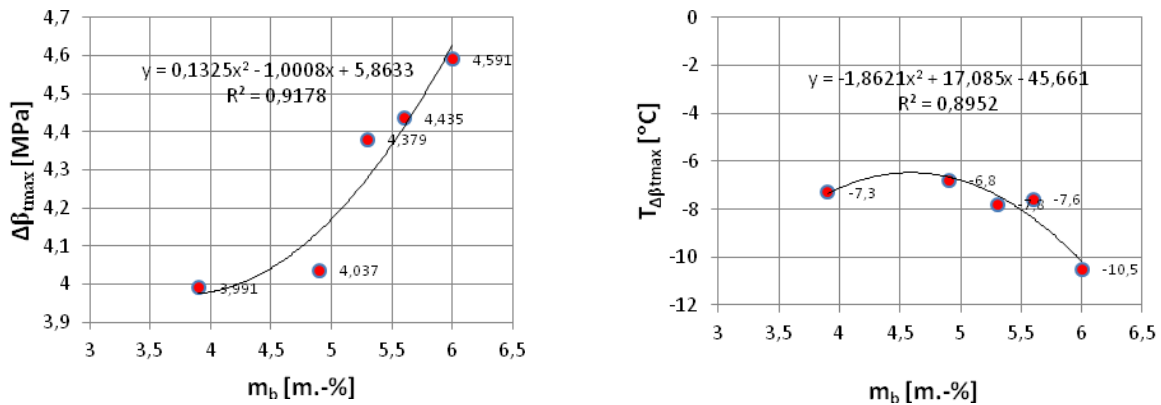 4,7
4,6
4,5
4,4
4,3
4,2
4,1
4
3,9
Δβtmax [MPa]
y = 0,1325x² - 1,0008x + 5,8633
R² = 0,9178
4,591
4,435
4,379
4,037
3,991
3 3,5 4 4,5 5 5,5 6 6,5
mb [m.-%]
0
-2
-4
-6
-8
-10
-12
TΔβtmax [°C]
y = -1,8621x² + 17,085x - 45,661
R² = 0,8952
-7,3
-6,8
-7,8
-7,6
-10,5
3 3,5 4 4,5 5 5,5 6 6,5
mb [m.-%]